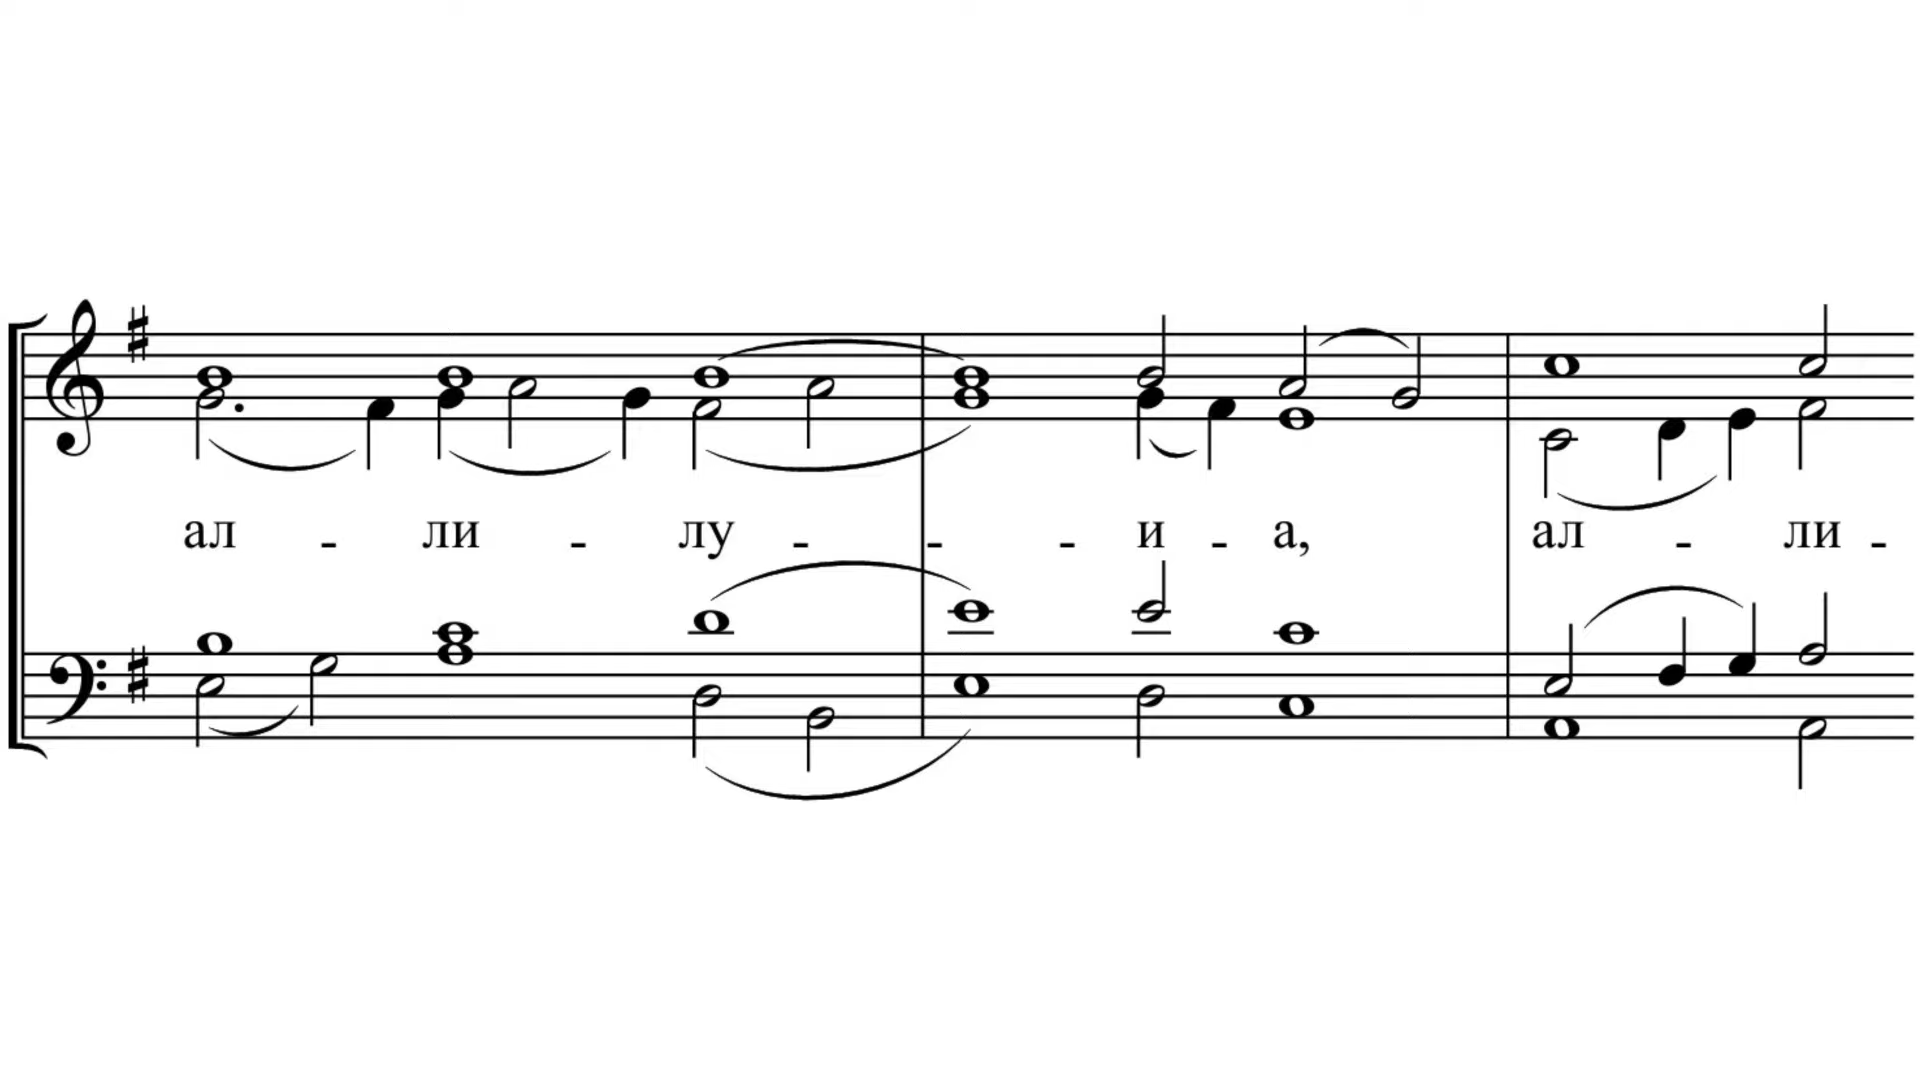 ал - ли - лу - - - и - а, ал - ли -